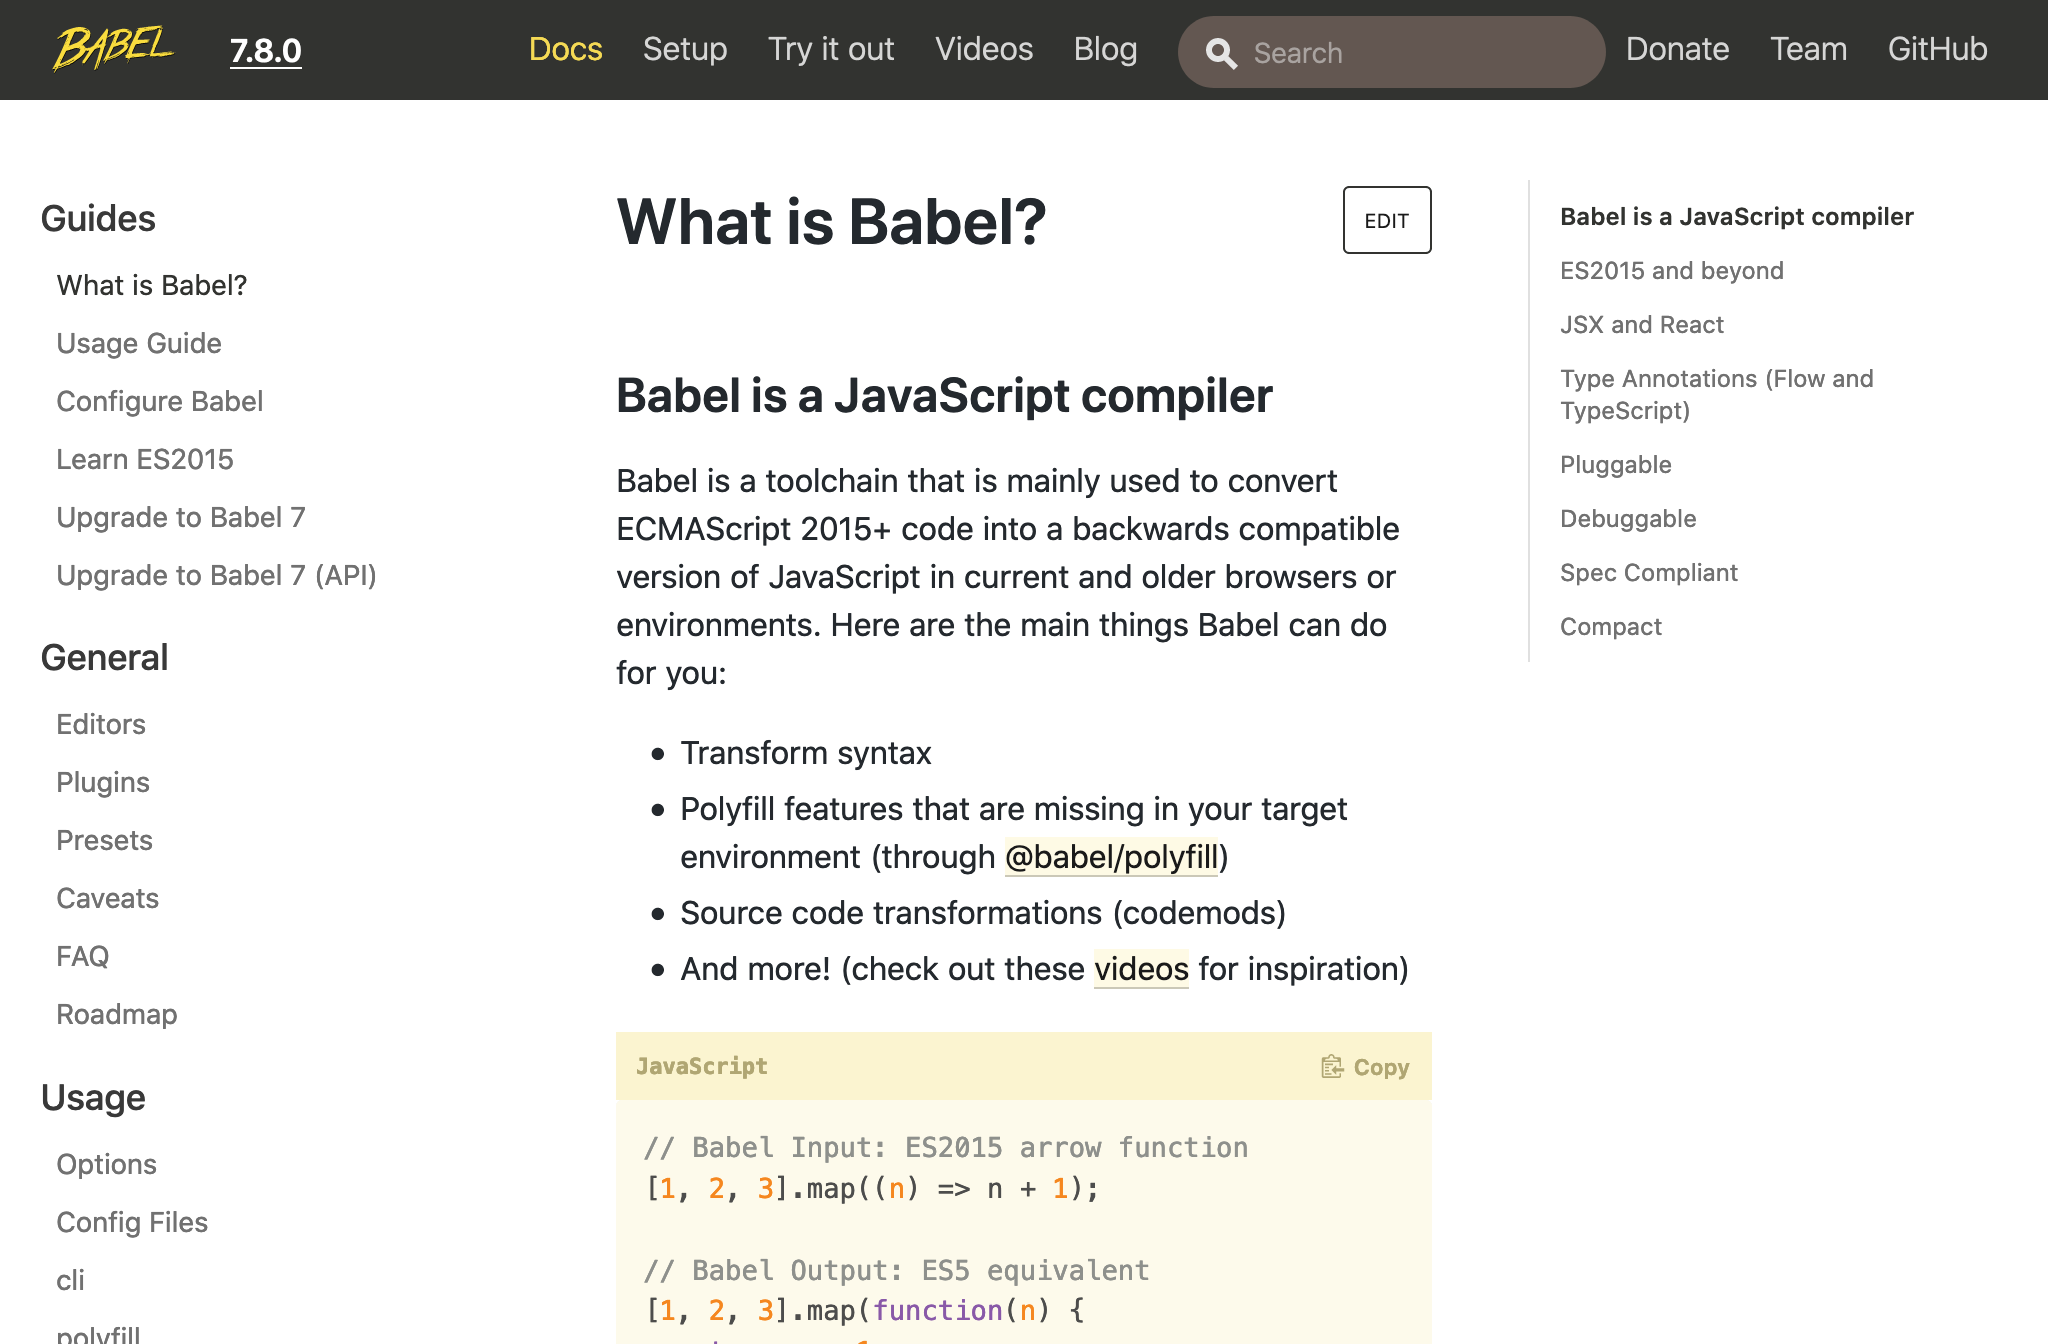 BABEL 7.8.0 Docs Setup Try it out Videos Blog Search Donate Team GitHub
Guides
What is Babel?
Usage Guide
Configure Babel
Learn ES2015
Upgrade to Babel 7
Upgrade to Babel 7 (API)
General
Editors
Plugins
Presets
Caveats
FAQ
Roadmap
Usage
Options
Config Files
cli
polyfill
What is Babel?
EDIT
Babel is a JavaScript compiler
Babel is a toolchain that is mainly used to convert
ECMAScript 2015+ code into a backwards compatible
version of JavaScript in current and older browsers or
environments. Here are the main things Babel can do
for you:
• Transform syntax
• Polyfill features that are missing in your target
environment (through @babel/polyfill)
• Source code transformations (codemods)
• And more! (check out these videos for inspiration)
JavaScript Copy
// Babel Input: ES2015 arrow function
[1, 2, 3].map((n) => n + 1);
// Babel Output: ES5 equivalent
[1, 2, 3].map(function(n) {
Babel is a JavaScript compiler
ES2015 and beyond
JSX and React
Type Annotations (Flow and
TypeScript)
Pluggable
Debuggable
Spec Compliant
Compact